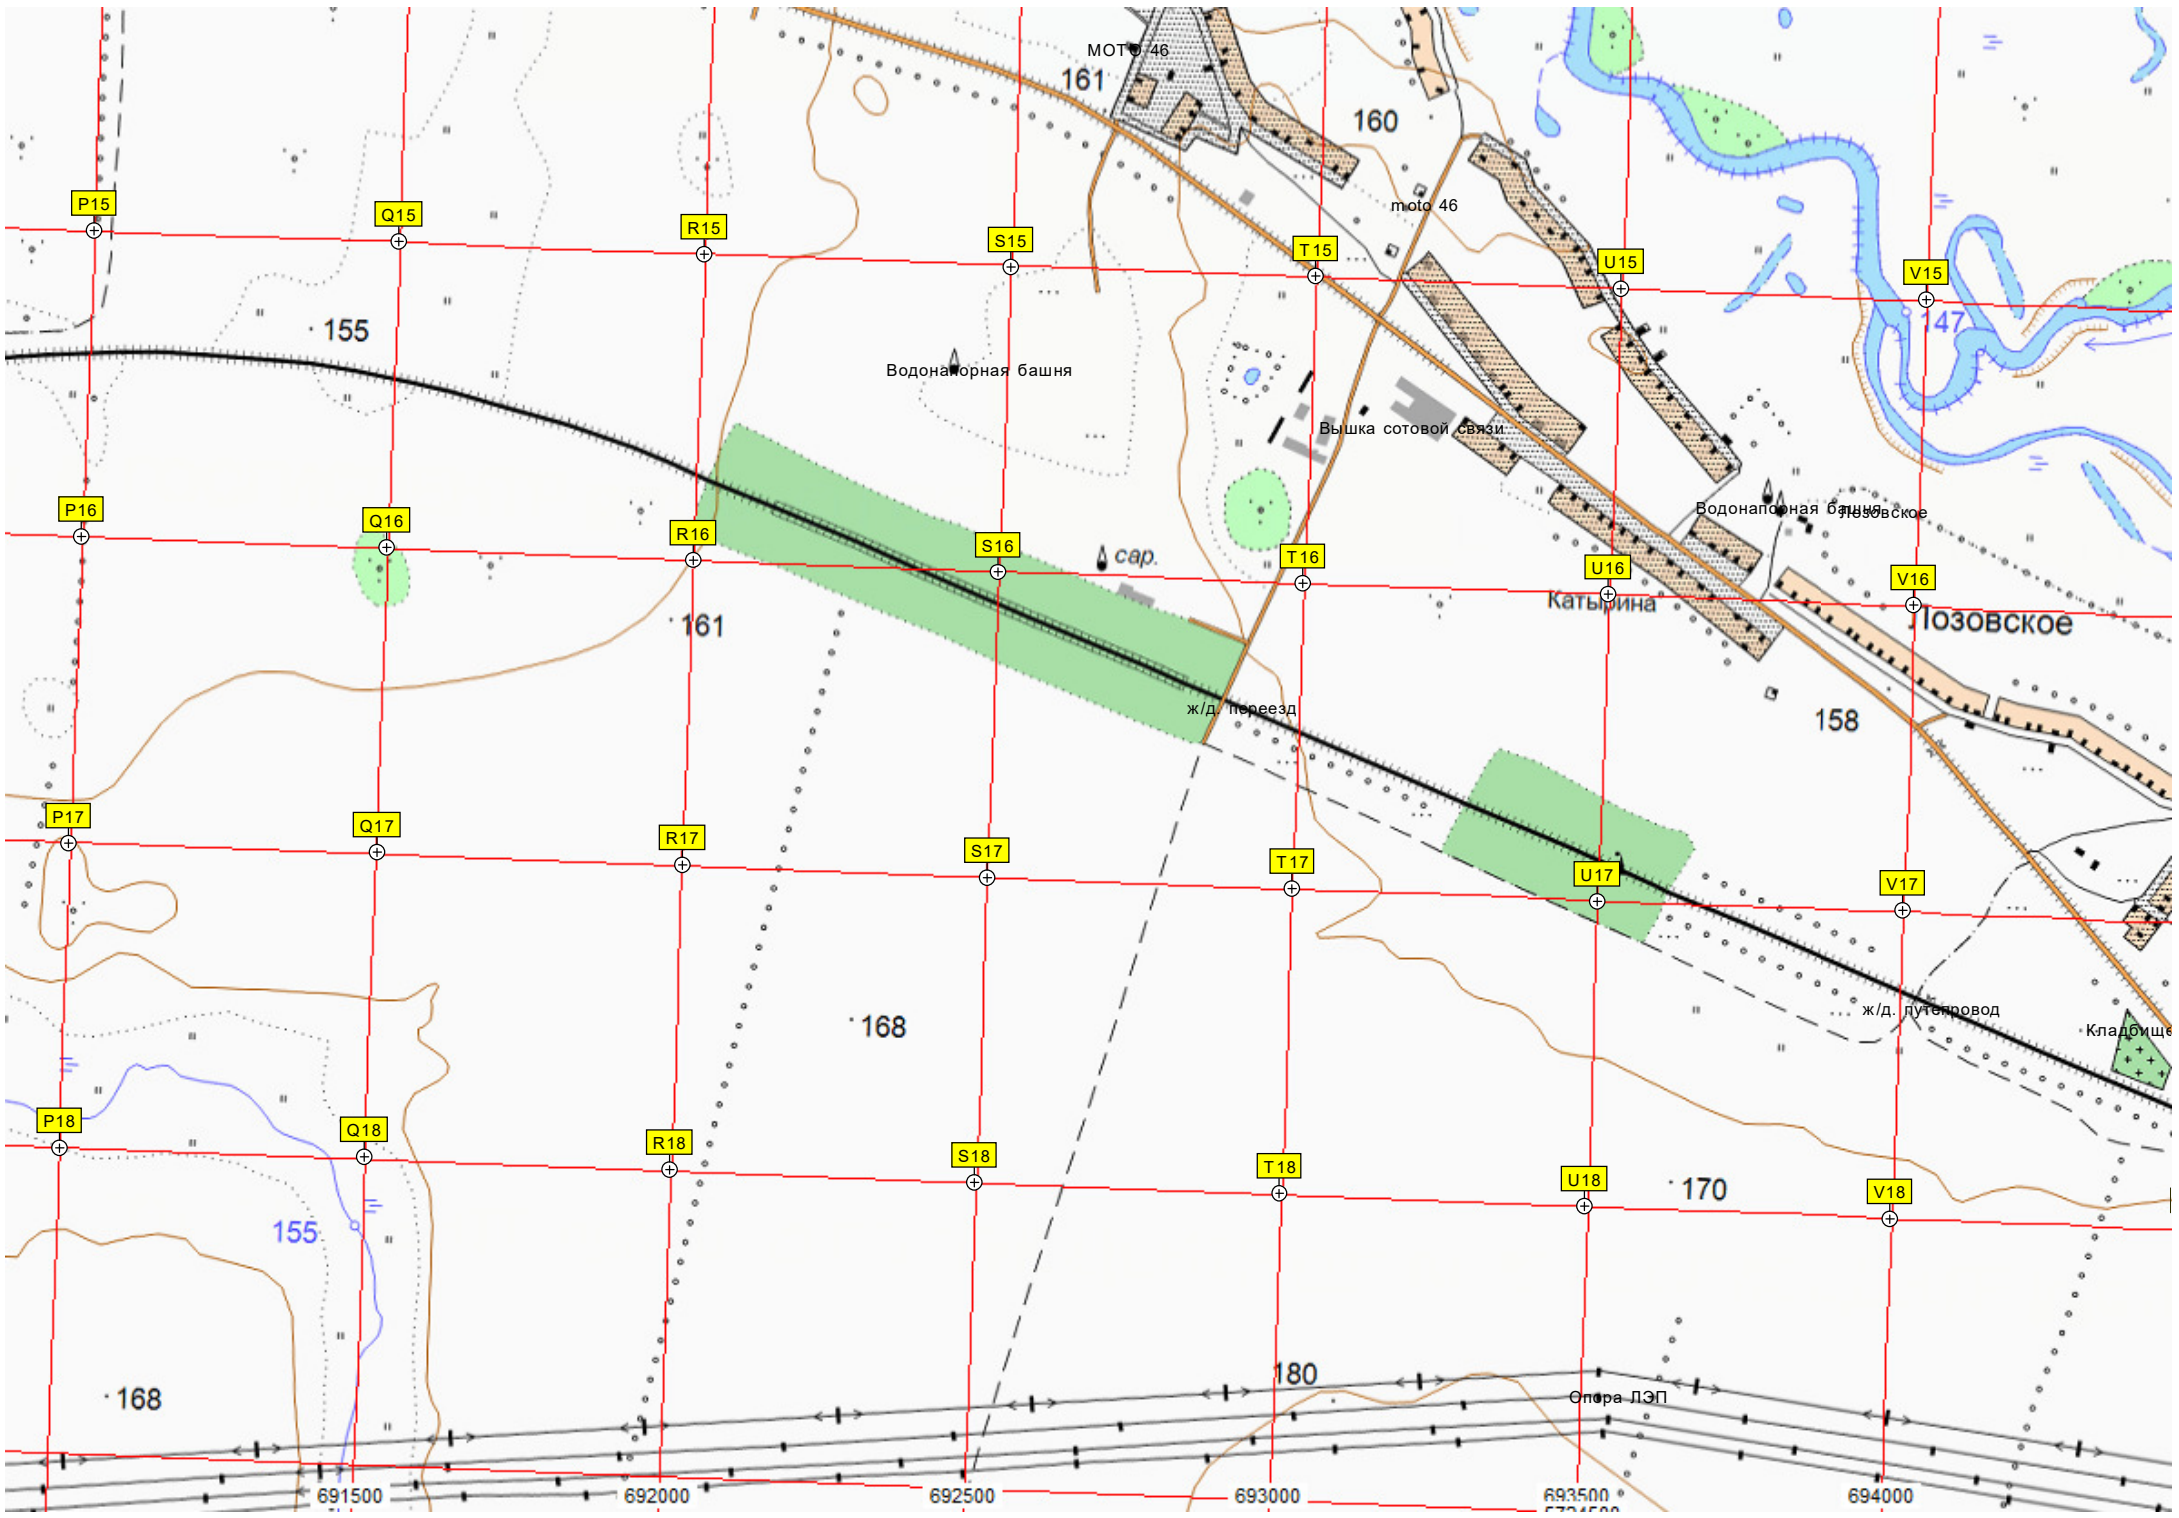 МОТО 46
161
160
moto 46
P15
Q15
R15
S15
T15
U15
V15
147
155
Водонапорная башня
Вышка сотовой связи
Водонапорная башня
Лозовское
P16
Q16
R16
S16
сар.
T16
U16
V16
Катырина
Лозовское
161
158
ж/д. переезд
P17
Q17
R17
S17
T17
U17
V17
168
ж/д. путепровод
Кладбище
P18
Q18
R18
S18
T18
U18
V18
170
155
180
168
Опора ЛЭП
691500
692000
692500
693000
693500
694000